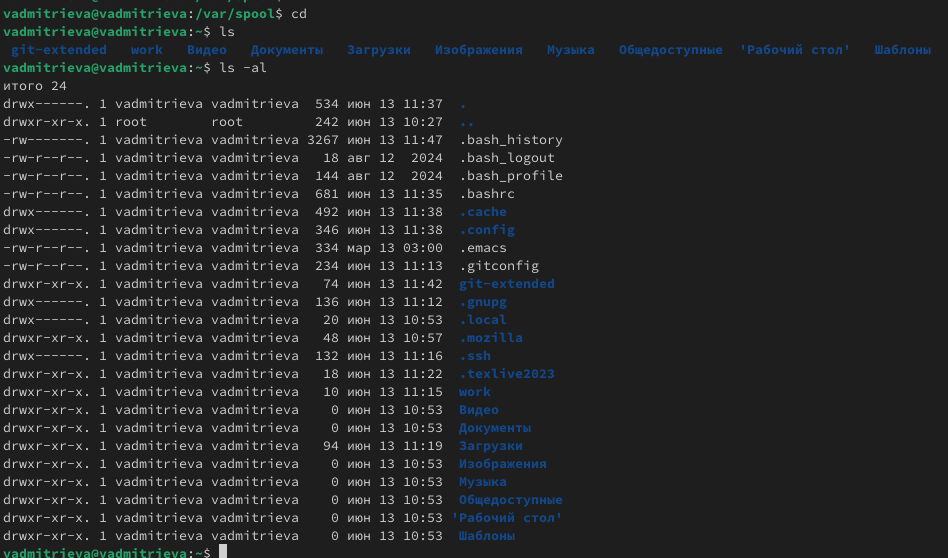 vadmitrieva@vadmitrieva:/var/spool$ cd
vadmitrieva@vadmitrieva:~$ ls
git-extended work Видео Документы Загрузки Изображения Музыка Общедоступные 'Рабочий стол' Шаблоны
vadmitrieva@vadmitrieva:~$ ls -al
итого 24
drwx------. 1 vadmitrieva vadmitrieva 534 июн 13 11:37 .
drwxr-xr-x. 1 root root 242 июн 13 10:27 ..
-rw-------. 1 vadmitrieva vadmitrieva 3267 июн 13 11:47 .bash_history
-rw-r--r--. 1 vadmitrieva vadmitrieva 18 авг 12 2024 .bash_logout
-rw-r--r--. 1 vadmitrieva vadmitrieva 144 авг 12 2024 .bash_profile
-rw-r--r--. 1 vadmitrieva vadmitrieva 681 июн 13 11:35 .bashrc
drwx------. 1 vadmitrieva vadmitrieva 492 июн 13 11:38 .cache
drwx------. 1 vadmitrieva vadmitrieva 346 июн 13 11:38 .config
-rw-r--r--. 1 vadmitrieva vadmitrieva 334 мар 13 03:00 .emacs
-rw-r--r--. 1 vadmitrieva vadmitrieva 234 июн 13 11:13 .gitconfig
drwxr-xr-x. 1 vadmitrieva vadmitrieva 74 июн 13 11:42 git-extended
drwx------. 1 vadmitrieva vadmitrieva 136 июн 13 11:12 .gnupg
drwx------. 1 vadmitrieva vadmitrieva 20 июн 13 10:53 .local
drwxr-xr-x. 1 vadmitrieva vadmitrieva 48 июн 13 10:57 .mozilla
drwx------. 1 vadmitrieva vadmitrieva 132 июн 13 11:16 .ssh
drwxr-xr-x. 1 vadmitrieva vadmitrieva 18 июн 13 11:22 .texlive2023
drwxr-xr-x. 1 vadmitrieva vadmitrieva 10 июн 13 11:15 work
drwxr-xr-x. 1 vadmitrieva vadmitrieva 0 июн 13 10:53 Видео
drwxr-xr-x. 1 vadmitrieva vadmitrieva 0 июн 13 10:53 Документы
drwxr-xr-x. 1 vadmitrieva vadmitrieva 94 июн 13 11:19 Загрузки
drwxr-xr-x. 1 vadmitrieva vadmitrieva 0 июн 13 10:53 Изображения
drwxr-xr-x. 1 vadmitrieva vadmitrieva 0 июн 13 10:53 Музыка
drwxr-xr-x. 1 vadmitrieva vadmitrieva 0 июн 13 10:53 Общедоступные
drwxr-xr-x. 1 vadmitrieva vadmitrieva 0 июн 13 10:53 'Рабочий стол'
drwxr-xr-x. 1 vadmitrieva vadmitrieva 0 июн 13 10:53 Шаблоны
vadmitrieva@vadmitrieva:~$